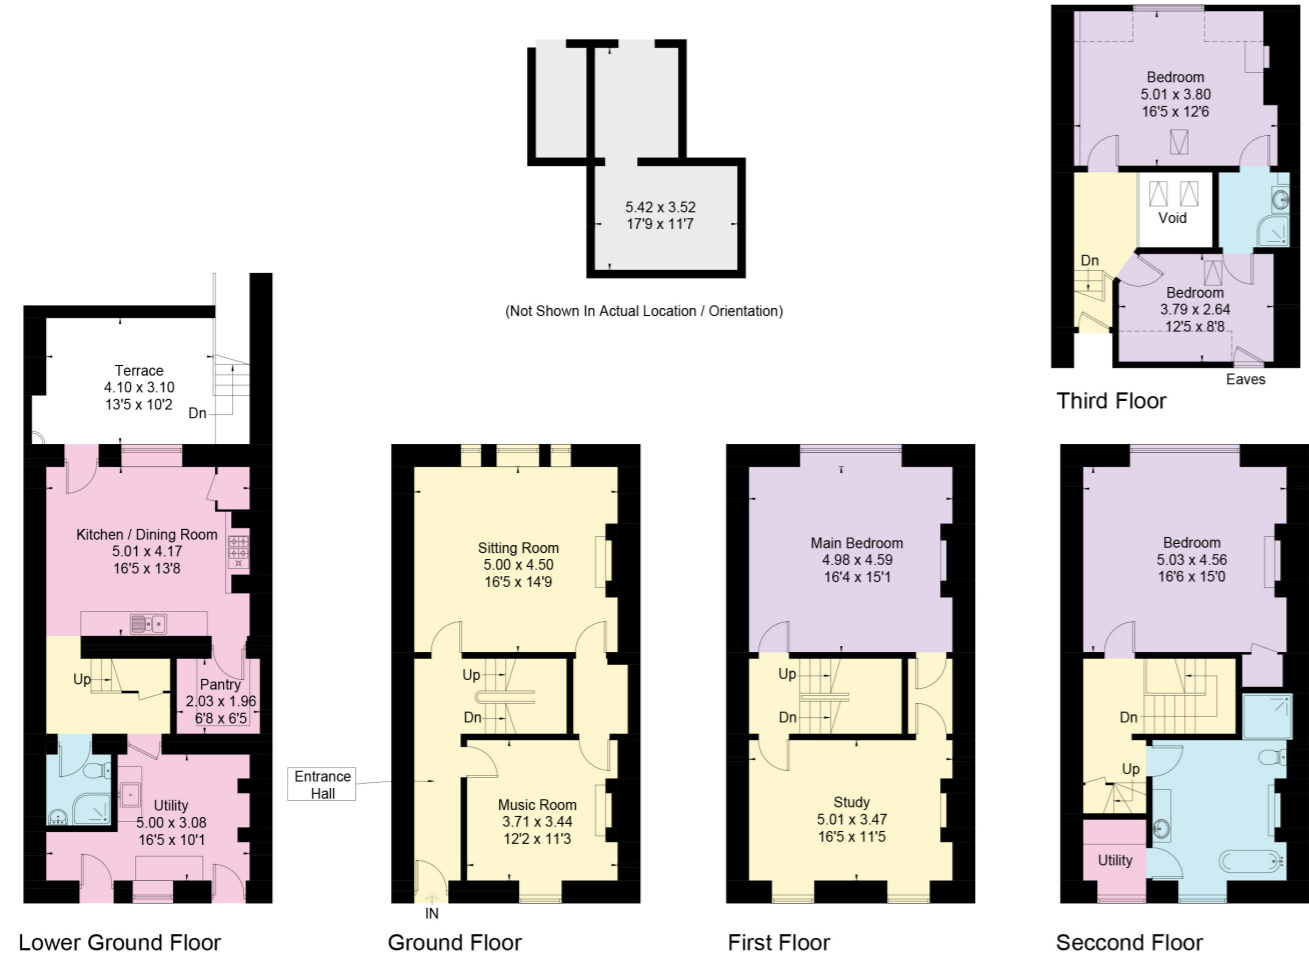 Bedroom
5.01 x 3.80
16'5 x 12'6
Void
Dn
Bedroom
3.79 x 2.64
12'5 x 8'8
Eaves
Third Floor
5.42 x 3.52
17'9 x 11'7
(Not Shown In Actual Location / Orientation)
Terrace
4.10 x 3.10
13'5 x 10'2
Dn
Kitchen / Dining Room
5.01 x 4.17
16'5 x 13'8
Up
Pantry
2.03 x 1.96
6'8 x 6'5
Utility
5.00 x 3.08
16'5 x 10'1
Lower Ground Floor
Sitting Room
5.00 x 4.50
16'5 x 14'9
Up
Dn
Entrance
Hall
Music Room
3.71 x 3.44
12'2 x 11'3
IN
Ground Floor
Main Bedroom
4.98 x 4.59
16'4 x 15'1
Up
Dn
Study
5.01 x 3.47
16'5 x 11'5
First Floor
Bedroom
5.03 x 4.56
16'6 x 15'0
Dn
Up
Utility
Seccond Floor